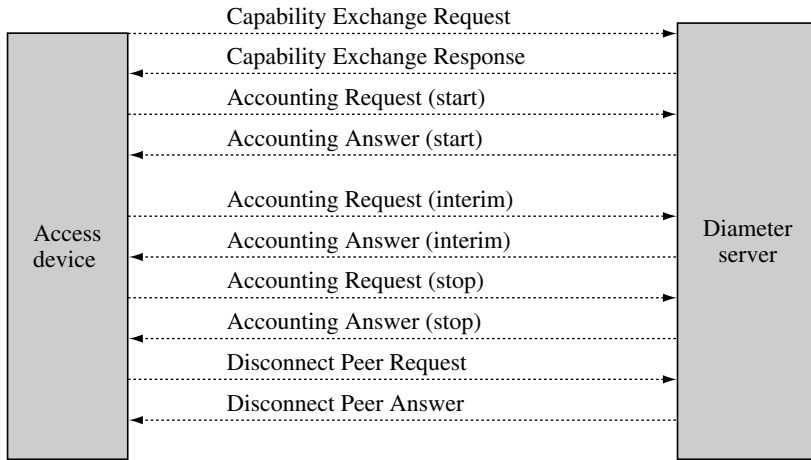 Capability Exchange Request
Capability Exchange Response
Accounting Request (start)
Accounting Answer (start)
Accounting Request (interim)
Access
device
Diameter
server
Accounting Answer (interim)
Accounting Request (stop)
Accounting Answer (stop)
Disconnect Peer Request
Disconnect Peer Answer